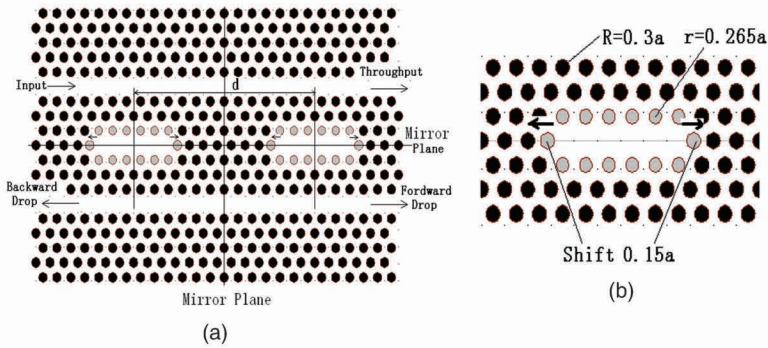 Input
Throughput
d
Mirror
Plane
Backward
Drop
Fordward
Drop
Mirror Plane
(a)
R=0.3a
r=0.265a
Shift 0.15a
(b)